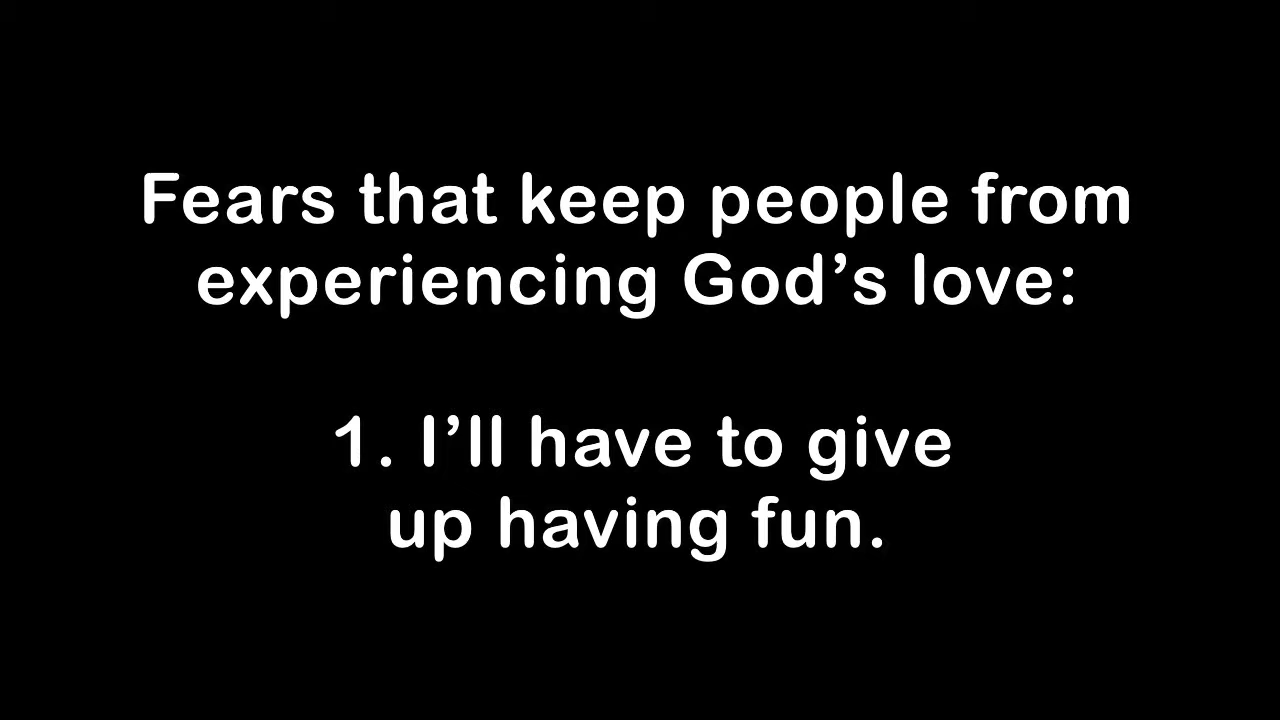 Fears that keep people from
experiencing God’s love:
1. I’ll have to give
up having fun.